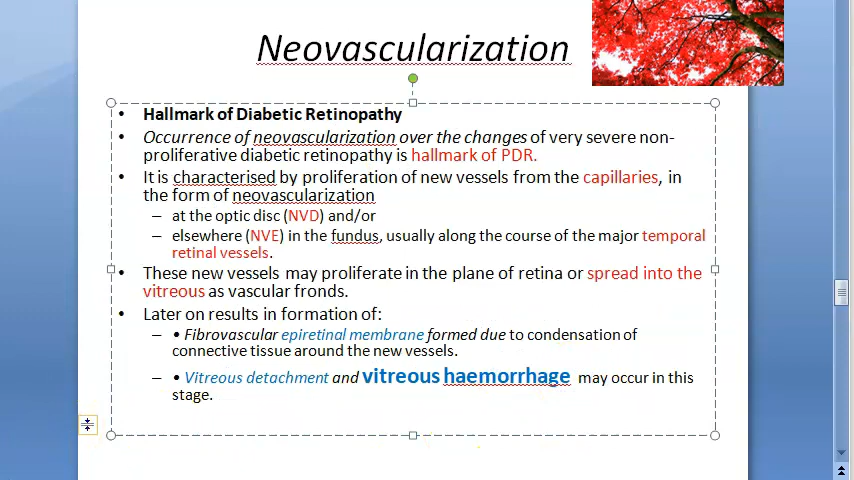 Neovascularization
• Hallmark of Diabetic Retinopathy
• Occurrence of neovascularization over the changes of very severe non-
proliferative diabetic retinopathy is hallmark of PDR.
• It is characterised by proliferation of new vessels from the capillaries, in
the form of neovascularization
– at the optic disc (NVD) and/or
– elsewhere (NVE) in the fundus, usually along the course of the major temporal
retinal vessels.
• These new vessels may proliferate in the plane of retina or spread into the
vitreous as vascular fronds.
• Later on results in formation of:
– • Fibrovascular epiretinal membrane formed due to condensation of
connective tissue around the new vessels.
– • Vitreous detachment and vitreous haemorrhage may occur in this
stage.